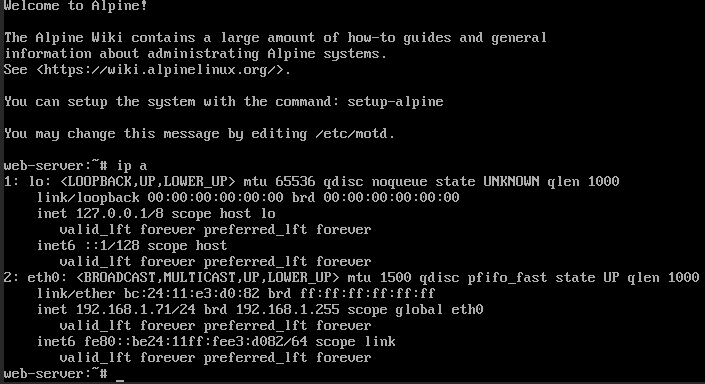 Welcome to Alpine!
The Alpine Wiki contains a large amount of how-to guides and general
information about administrating Alpine systems.
See <https://wiki.alpinelinux.org/>.
You can setup the system with the command: setup-alpine
You may change this message by editing /etc/motd.
web-server:~# ip a
1: lo: <LOOPBACK,UP,LOWER_UP> mtu 65536 qdisc noqueue state UNKNOWN qlen 1000
    link/loopback 00:00:00:00:00:00 brd 00:00:00:00:00:00
    inet 127.0.0.1/8 scope host lo
       valid_lft forever preferred_lft forever
    inet6 ::1/128 scope host
       valid_lft forever preferred_lft forever
2: eth0: <BROADCAST,MULTICAST,UP,LOWER_UP> mtu 1500 qdisc pfifo_fast state UP qlen 1000
    link/ether bc:24:11:e3:d0:82 brd ff:ff:ff:ff:ff:ff
    inet 192.168.1.71/24 brd 192.168.1.255 scope global eth0
       valid_lft forever preferred_lft forever
    inet6 fe80::be24:11ff:fee3:d082/64 scope link
       valid_lft forever preferred_lft forever
web-server:~# _